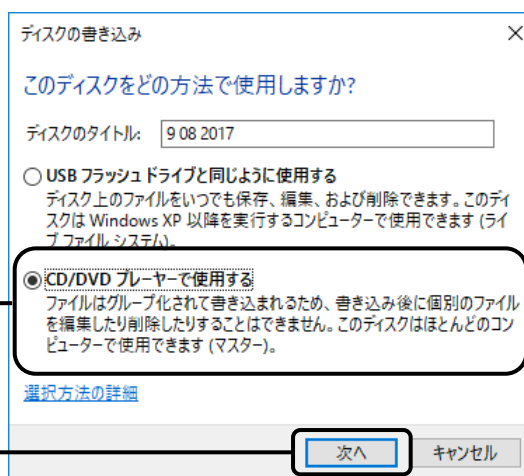 ディスクの書き込み
このディスクをどの方法で使用しますか?
ディスクのタイトル: 9 08 2017
USB フラッシュ ドライブと同じように使用する
ディスク上のファイルをいつでも保存、編集、および削除できます。このディ
スクは Windows XP 以降を実行するコンピューターで使用できます (ライ
ブ ファイル システム)。
CD/DVD プレーヤーで使用する
ファイルはグループ化されて書き込まれるため、書き込み後に個別のファイル
を編集したり削除したりすることはできません。このディスクはほとんどのコン
ピューターで使用できます (マスター)。
選択方法の詳細
次へ キャンセル